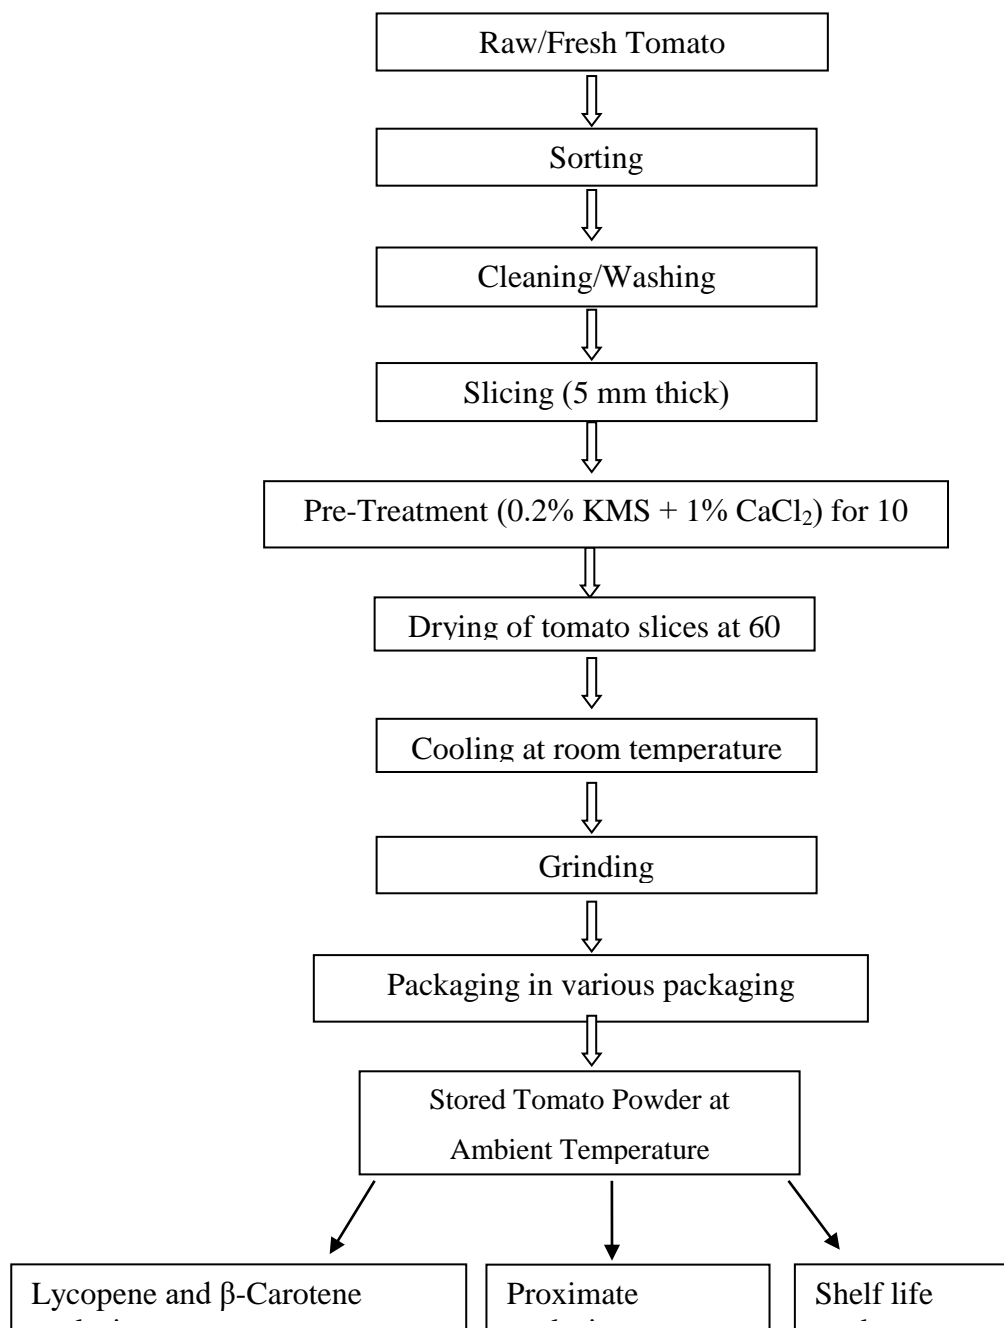 Raw/Fresh Tomato
Sorting
Cleaning/Washing
Slicing (5 mm thick)
Pre-Treatment (0.2% KMS + 1% CaCl₂) for 10
Drying of tomato slices at 60
Cooling at room temperature
Grinding
Packaging in various packaging
Stored Tomato Powder at
Ambient Temperature
Lycopene and β-Carotene
Proximate
Shelf life